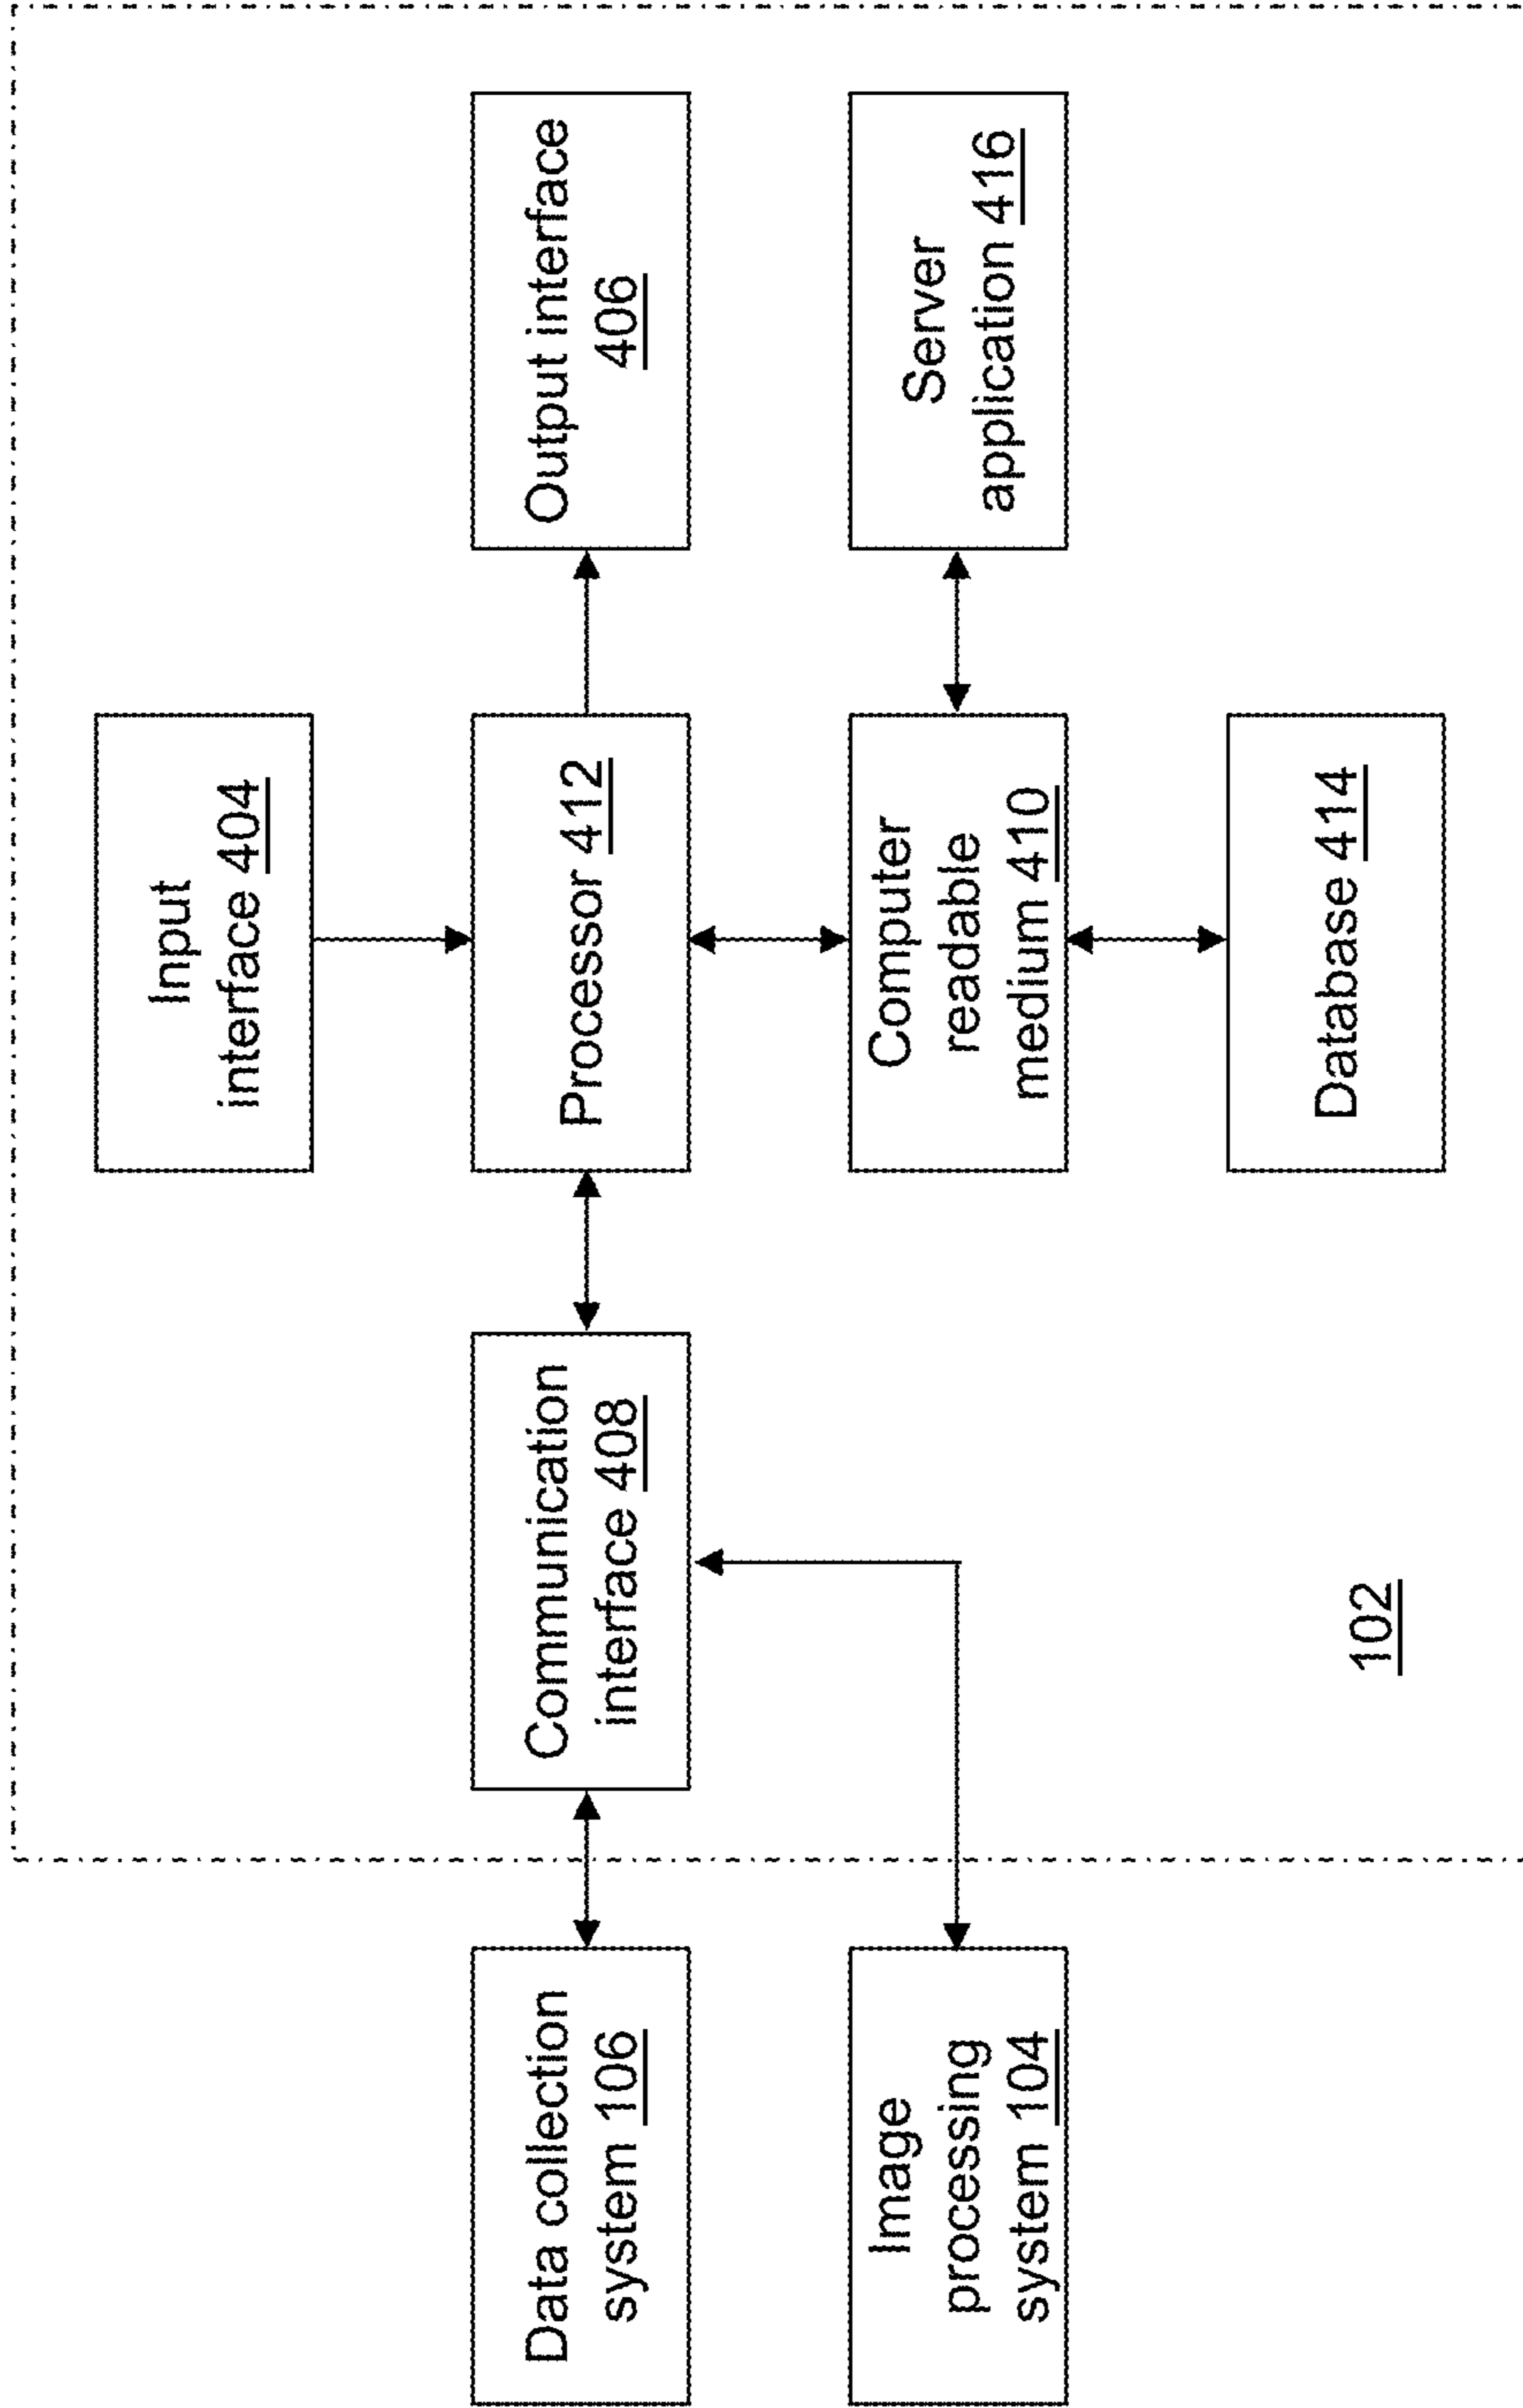 Input
interface 404
Data collection
system 106
Communication
interface 408
Processor 412
Output interface
406
Image
processing
system 104
Computer
readable
medium 410
Server
application 416
102
Database 414